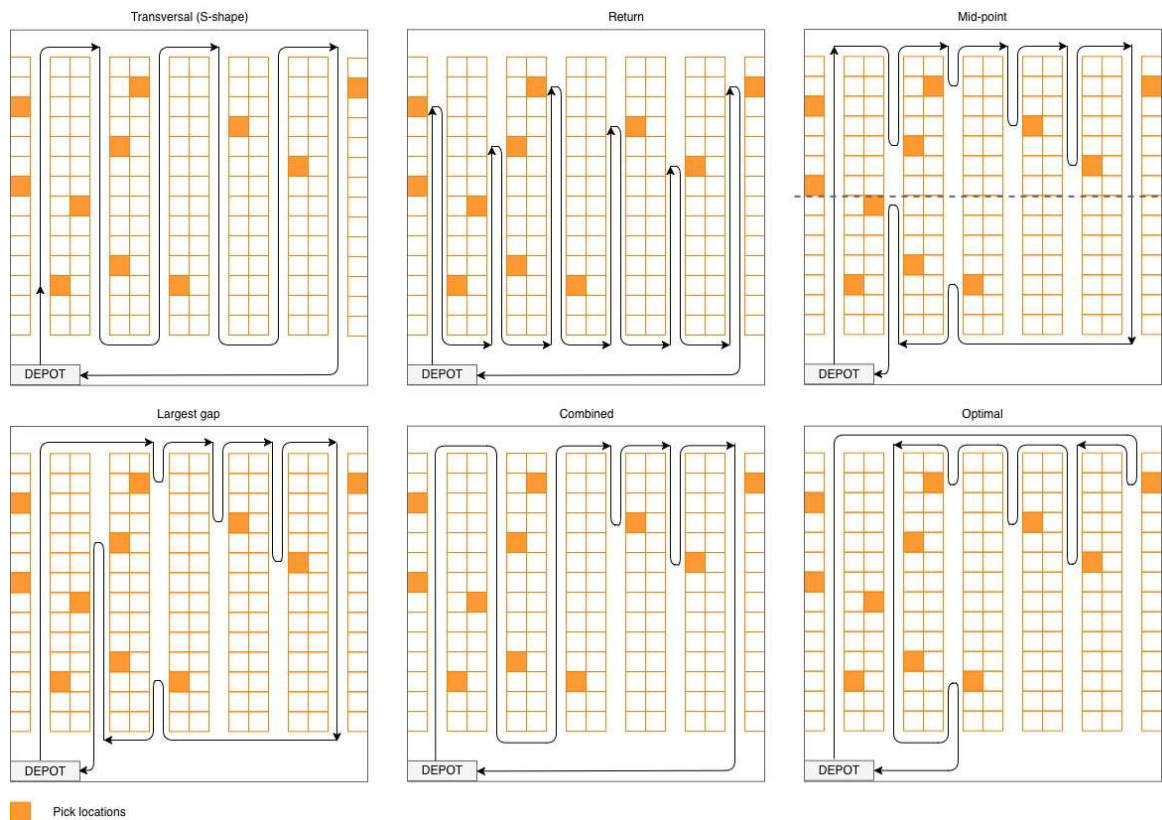 Transversal (S-shape)
Return
Mid-point
DEPOT
DEPOT
DEPOT
Largest gap
Combined
Optimal
DEPOT
DEPOT
DEPOT
Pick locations